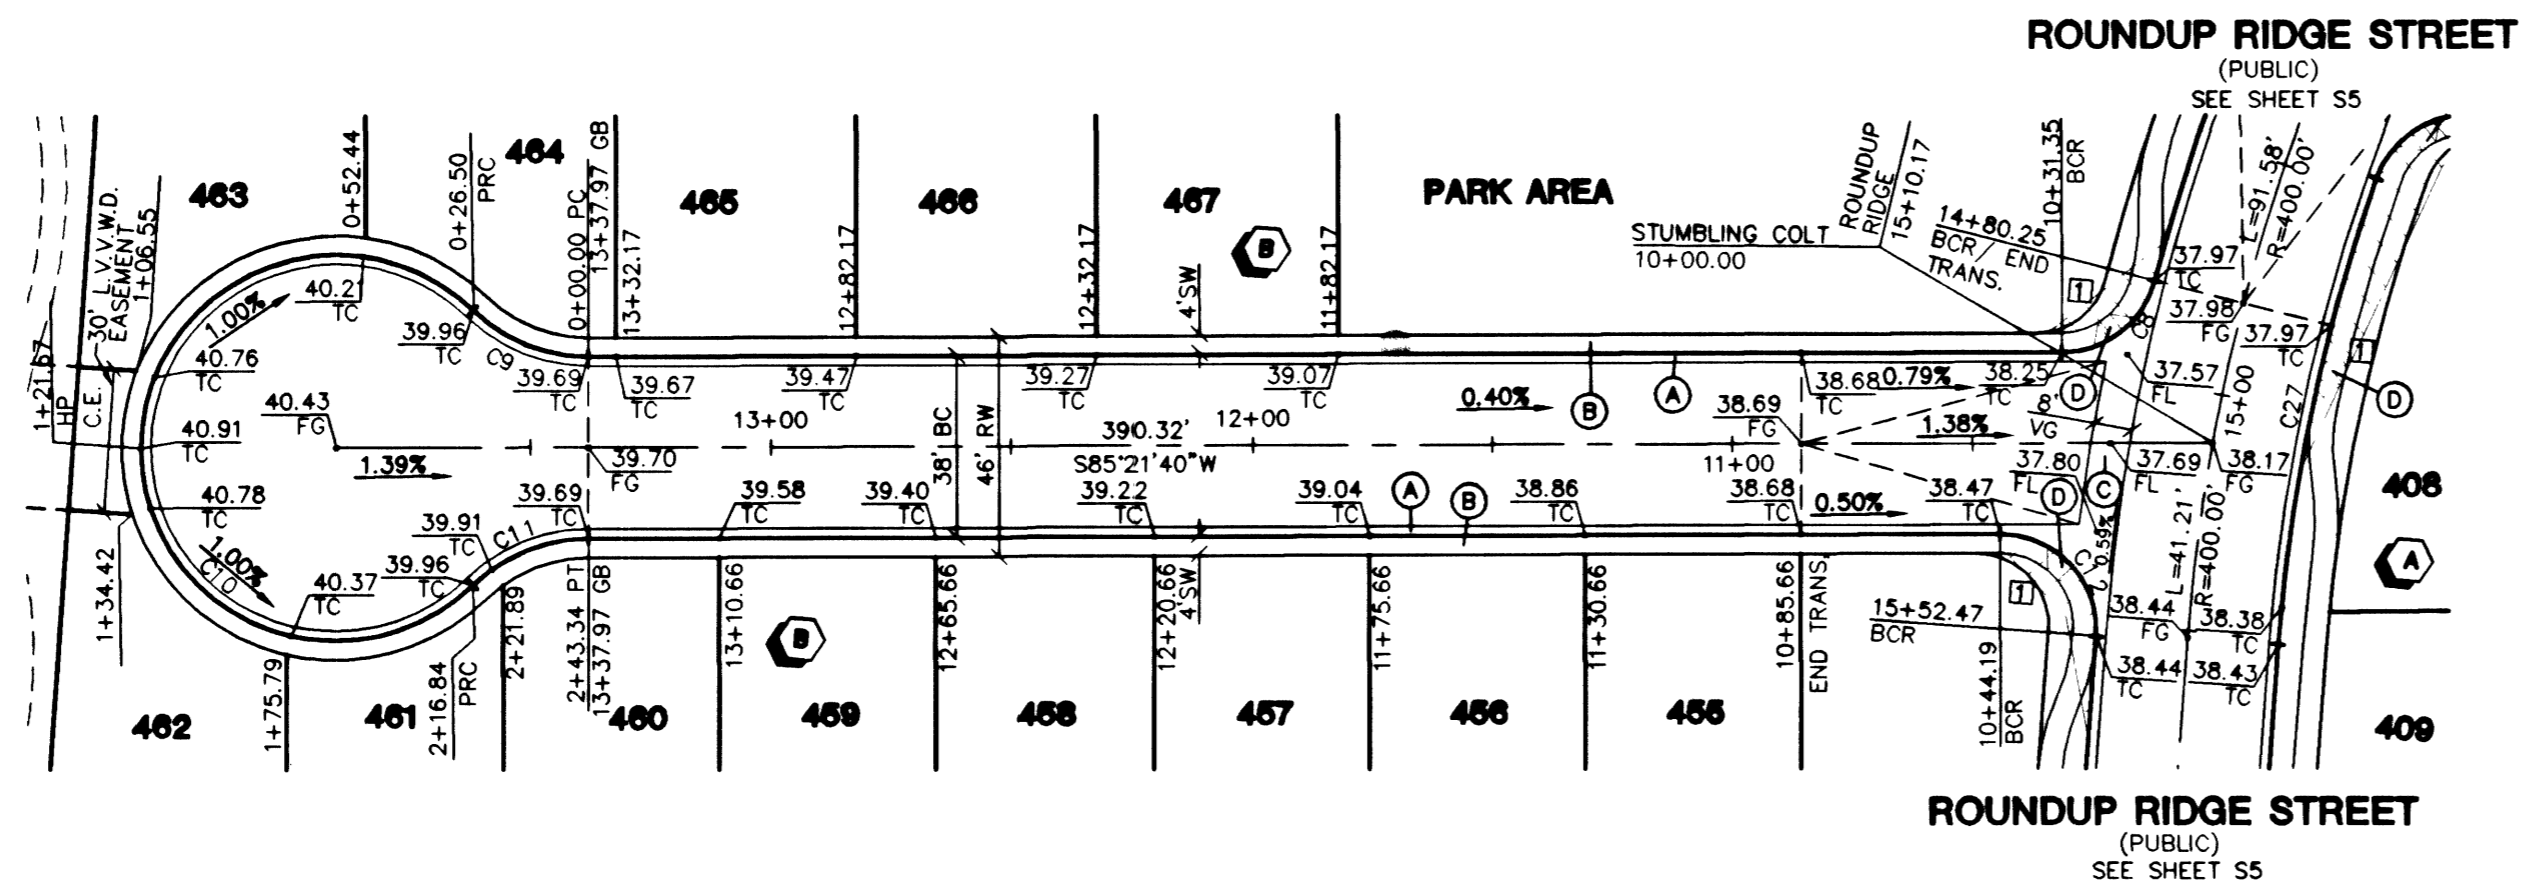 ROUNDUP RIDGE STREET
(PUBLIC)
SEE SHEET S5
463
0+52.44
0+26.50
PRC
464
0+00.00 PC
13+37.97 GB
13+32.17
465
12+82.17
466
12+32.17
467
4'SW
B
11+82.17
PARK AREA
STUMBLING COLT
10+00.00
ROUNDUP
RIDGE
15+10.17
14+80.25
BCR/ END
TRANS.
10+31.35
BCR
L=91.58'
R=400.00'
30' L.V.V.W.D.
EASEMENT
1+06.55
1+21.67
HP
C.E.
1.00%
40.21
TC
39.96
TC
C9
40.76
TC
40.91
TC
40.78
TC
40.43
FG
1.39%
39.69
TC
39.67
TC
39.47
TC
39.27
TC
39.07
TC
0.40%
B
A
38.68
TC
0.79%
38.25
TC
D
1
C8
37.97
TC
37.98
FG
37.97
TC
1
37.57
FL
15+00
C27
D
13+00
12+00
11+00
390.32'
S85°21'40"W
38' BC
46' RW
39.70
FG
38.69
FG
1.38%
8'
VG
37.80
FL
37.69
FL
38.17
FG
408
39.69
TC
39.58
TC
39.40
TC
39.22
TC
39.04
TC
A
B
38.86
TC
38.68
TC
0.50%
38.47
TC
D
C
0.59%
C12
L=41.21'
R=400.00'
A
39.91
TC
C11
39.96
TC
1.00%
C10
40.37
TC
1+34.42
1+75.79
2+16.84
PRC
2+21.89
2+43.34 PT
13+37.97 GB
13+10.66
B
12+65.66
12+20.66
4'SW
11+75.66
11+30.66
10+85.66
END TRANS.
15+52.47
BCR
10+44.19
BCR
1
38.44
FG
38.38
TC
38.44
TC
38.43
TC
462
461
460
459
458
457
456
455
409
ROUNDUP RIDGE STREET
(PUBLIC)
SEE SHEET S5